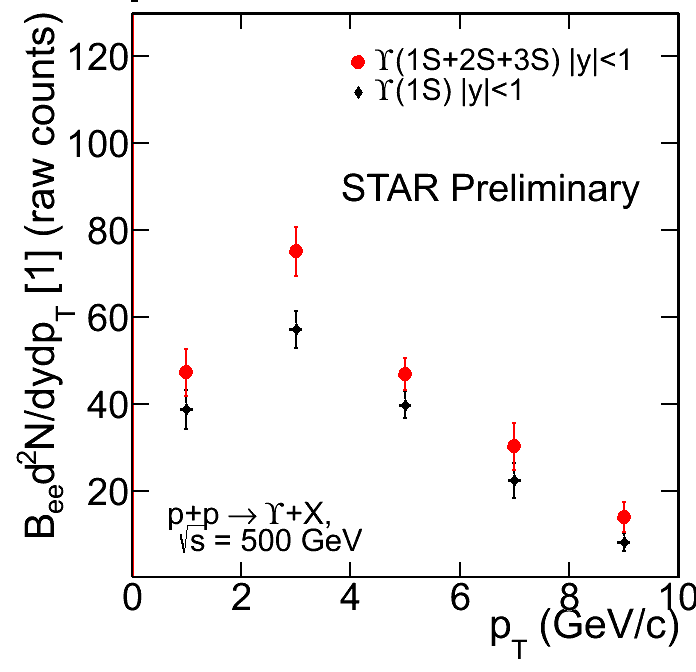 B_ee d²N/dydp_T [1] (raw counts)
120
100
80
60
40
20
ϒ(1S+2S+3S) |y|<1
ϒ(1S) |y|<1
STAR Preliminary
p+p → ϒ+X,
√s = 500 GeV
0 2 4 6 8 10
p_T (GeV/c)